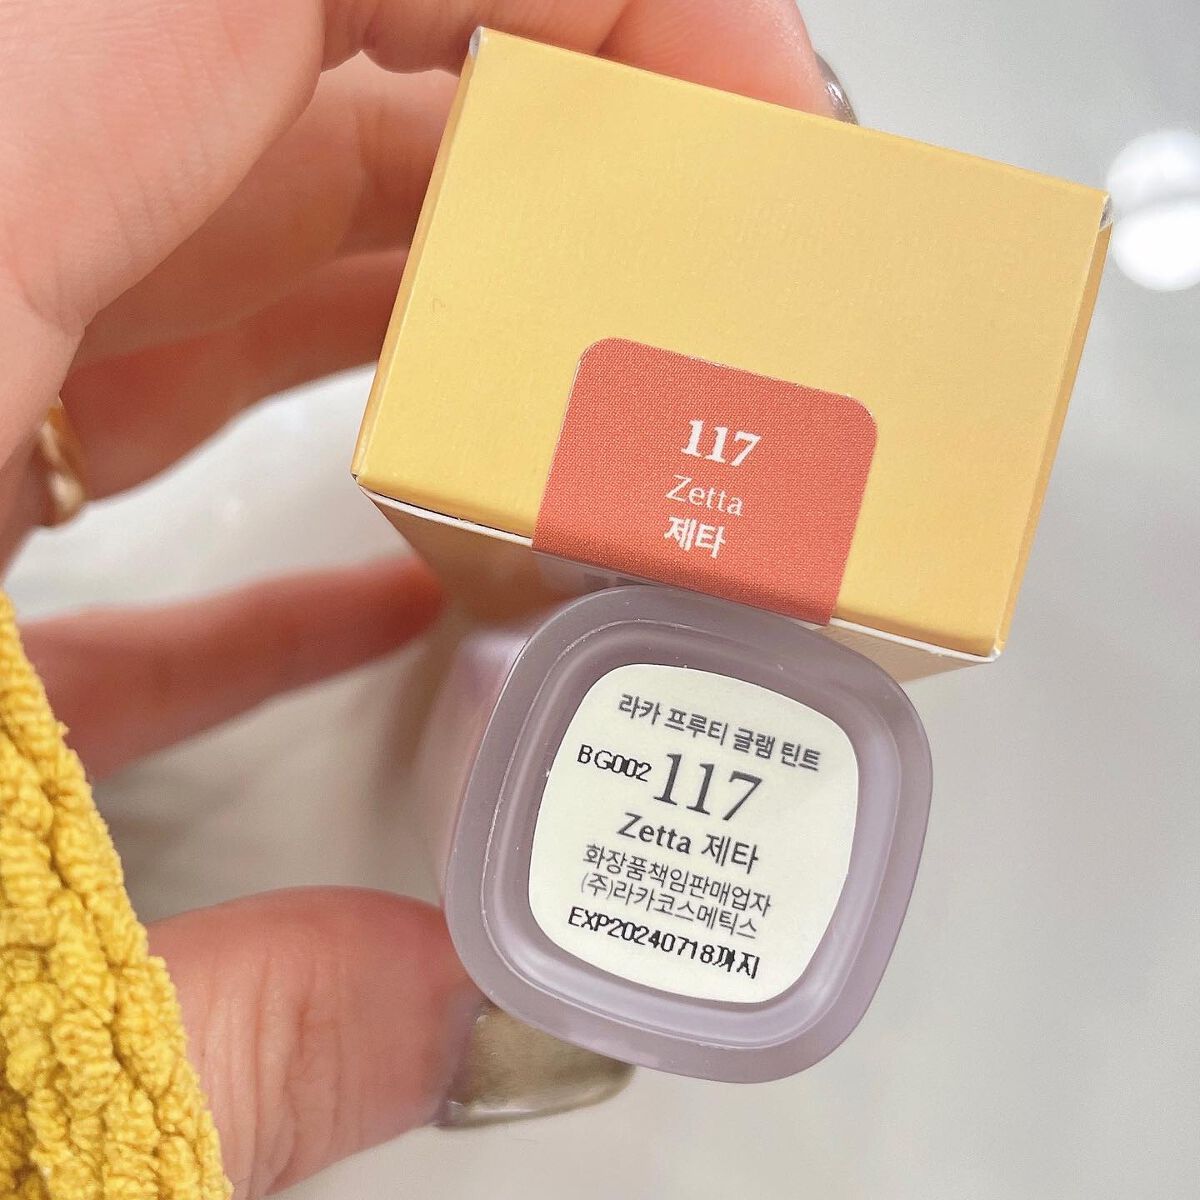 117
Zetta
제타
라카 프루티 글램 틴트
BG002 117
Zetta 제타
화장품책임판매업자
(주)라카코스메틱스
EXP20240718까지